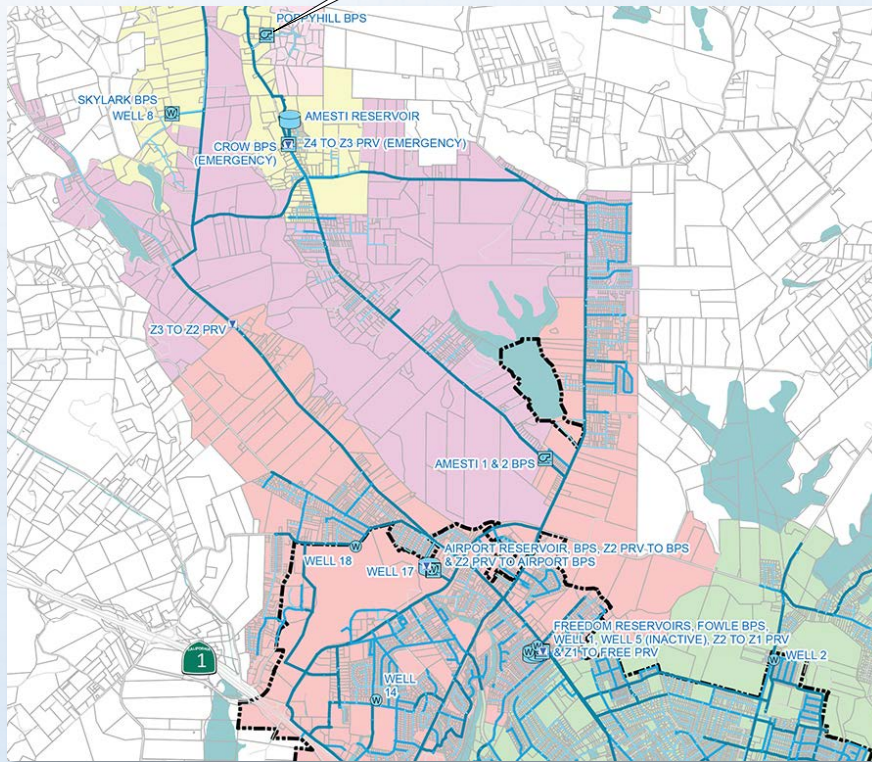 POPPYHILL BPS
SKYLARK BPS
WELL 8
AMESTI RESERVOIR
CROW BPS
(EMERGENCY)
Z4 TO Z3 PRV (EMERGENCY)
Z3 TO Z2 PRV
AMESTI 1 & 2 BPS
WELL 18
WELL 17
AIRPORT RESERVOIR, BPS, Z2 PRV TO BPS
& Z2 PRV TO AIRPORT BPS
FREEDOM RESERVOIRS, FOWLE BPS,
WELL 1, WELL 5 (INACTIVE), Z2 TO Z1 PRV
& Z1 TO FREE PRV
WELL 2
CALIFORNIA
1
WELL
14
CP
W
CP
W
W
W
W
W
W